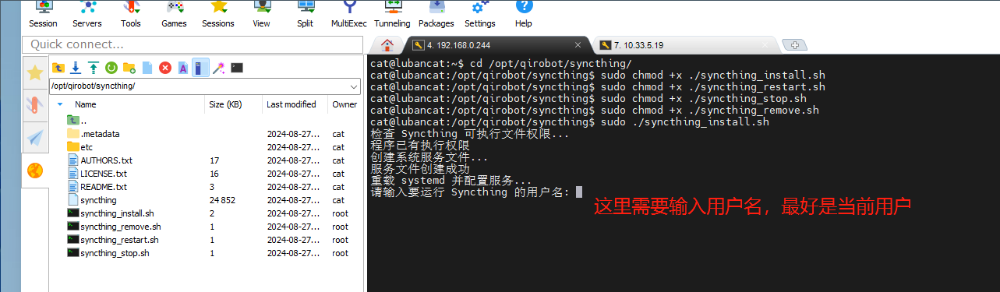 Session Servers Tools Games Sessions View Split MultiExec Tunneling Packages Settings Help
Quick connect...
4. 192.168.0.244
7. 10.33.5.19
/opt/qirobot/syncthing/
Name Size (KB) Last modified Owner
..
.metadata 2024-08-27... cat
etc 2024-08-27... cat
AUTHORS.txt 17 2024-08-27... cat
LICENSE.txt 16 2024-08-27... cat
README.txt 3 2024-08-27... cat
syncthing 24 852 2024-08-27... cat
syncthing_install.sh 2 2024-08-27... root
syncthing_remove.sh 1 2024-08-27... root
syncthing_restart.sh 1 2024-08-27... root
syncthing_stop.sh 1 2024-08-27... root
cat@lubancat:~$ cd /opt/qirobot/syncthing/
cat@lubancat:/opt/qirobot/syncthing$ sudo chmod +x ./syncthing_install.sh
cat@lubancat:/opt/qirobot/syncthing$ sudo chmod +x ./syncthing_restart.sh
cat@lubancat:/opt/qirobot/syncthing$ sudo chmod +x ./syncthing_stop.sh
cat@lubancat:/opt/qirobot/syncthing$ sudo chmod +x ./syncthing_remove.sh
cat@lubancat:/opt/qirobot/syncthing$ sudo ./syncthing_install.sh
检查 Syncthing 可执行文件权限...
程序已有执行权限
创建系统服务文件...
服务文件创建成功
重载 systemd 并配置服务...
请输入要运行 Syncthing 的用户名:
这里需要输入用户名，最好是当前用户